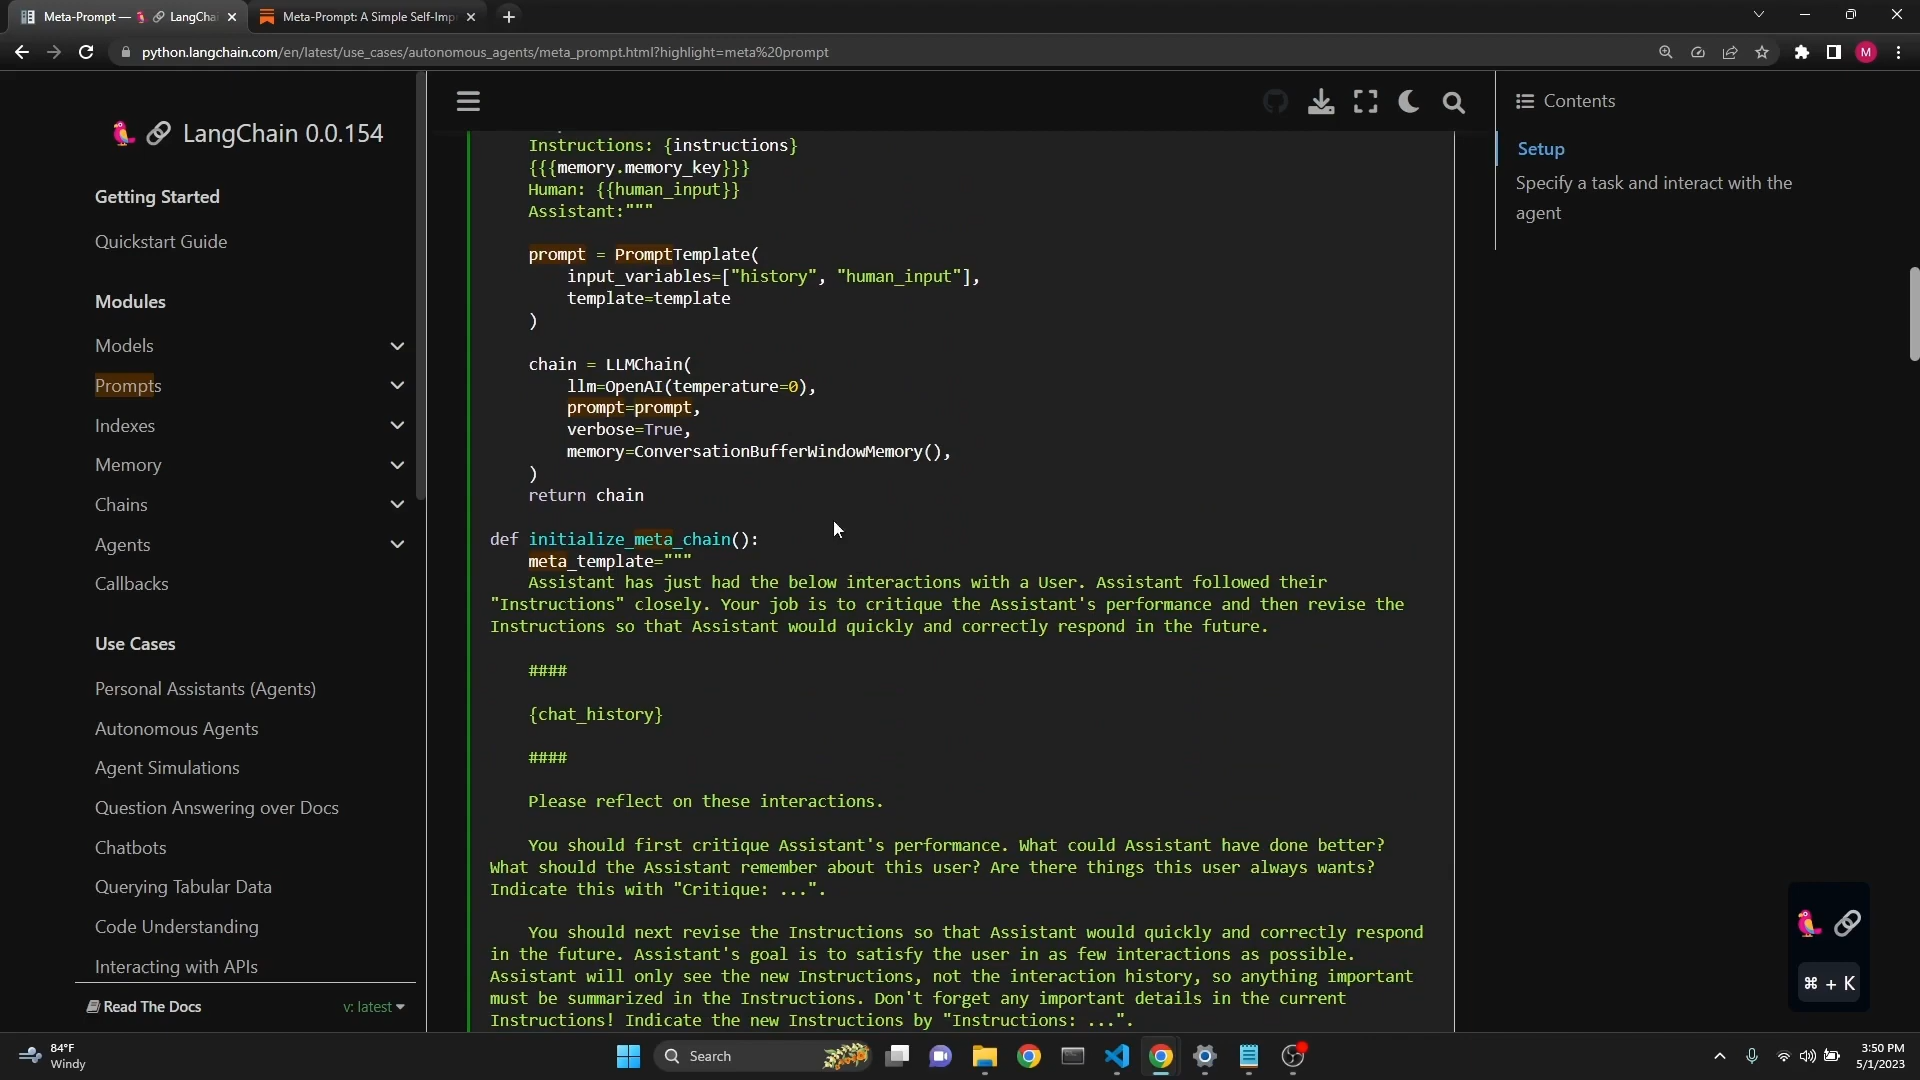 Meta-Prompt — 🦜 🔗 LangChai
Meta-Prompt: A Simple Self-Impr
python.langchain.com/en/latest/use_cases/autonomous_agents/meta_prompt.html?highlight=meta%20prompt
M
🦜 🔗 LangChain 0.0.154
Getting Started
Quickstart Guide
Modules
Models
Prompts
Indexes
Memory
Chains
Agents
Callbacks
Use Cases
Personal Assistants (Agents)
Autonomous Agents
Agent Simulations
Question Answering over Docs
Chatbots
Querying Tabular Data
Code Understanding
Interacting with APIs
Read The Docs
v: latest
Instructions: {instructions}
{{{memory.memory_key}}}
Human: {{human_input}}
Assistant:"""
prompt = PromptTemplate(
input_variables=["history", "human_input"],
template=template
)
chain = LLMChain(
llm=OpenAI(temperature=0),
prompt=prompt,
verbose=True,
memory=ConversationBufferWindowMemory(),
)
return chain
def initialize_meta_chain():
meta_template="""
Assistant has just had the below interactions with a User. Assistant followed their
"Instructions" closely. Your job is to critique the Assistant's performance and then revise the
Instructions so that Assistant would quickly and correctly respond in the future.
####
{chat_history}
####
Please reflect on these interactions.
You should first critique Assistant's performance. What could Assistant have done better?
What should the Assistant remember about this user? Are there things this user always wants?
Indicate this with "Critique: ...".
You should next revise the Instructions so that Assistant would quickly and correctly respond
in the future. Assistant's goal is to satisfy the user in as few interactions as possible.
Assistant will only see the new Instructions, not the interaction history, so anything important
must be summarized in the Instructions. Don't forget any important details in the current
Instructions! Indicate the new Instructions by "Instructions: ...".
Contents
Setup
Specify a task and interact with the
agent
⌘ + K
84°F
Windy
Search
3:50 PM
5/1/2023